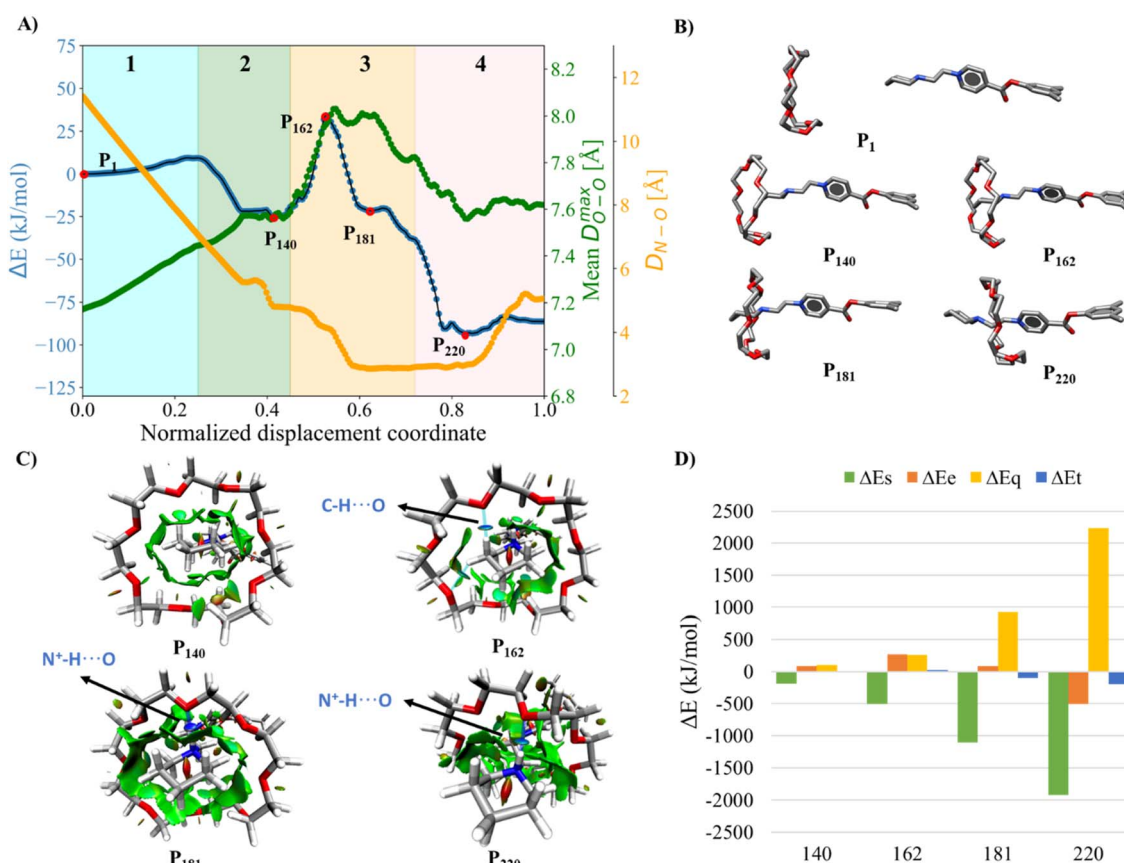 A)
75
50
25
0
−25
−50
−75
−100
−125
ΔE (kJ/mol)
1
2
3
4
P1
P140
P162
P181
P220
8.2
8.0
7.8
7.6
7.4
7.2
7.0
6.8
Mean D_O−O^max [Å]
12
10
8
6
4
2
D_N−O [Å]
0.0
0.2
0.4
0.6
0.8
1.0
Normalized displacement coordinate
B)
P1
P140
P162
P181
P220
C)
C-H···O
P140
P162
N+-H···O
N+-H···O
P181
P220
D)
ΔEs ΔEe ΔEq ΔEt
2500
2000
1500
1000
500
0
-500
-1000
-1500
-2000
-2500
ΔE (kJ/mol)
140 162 181 220